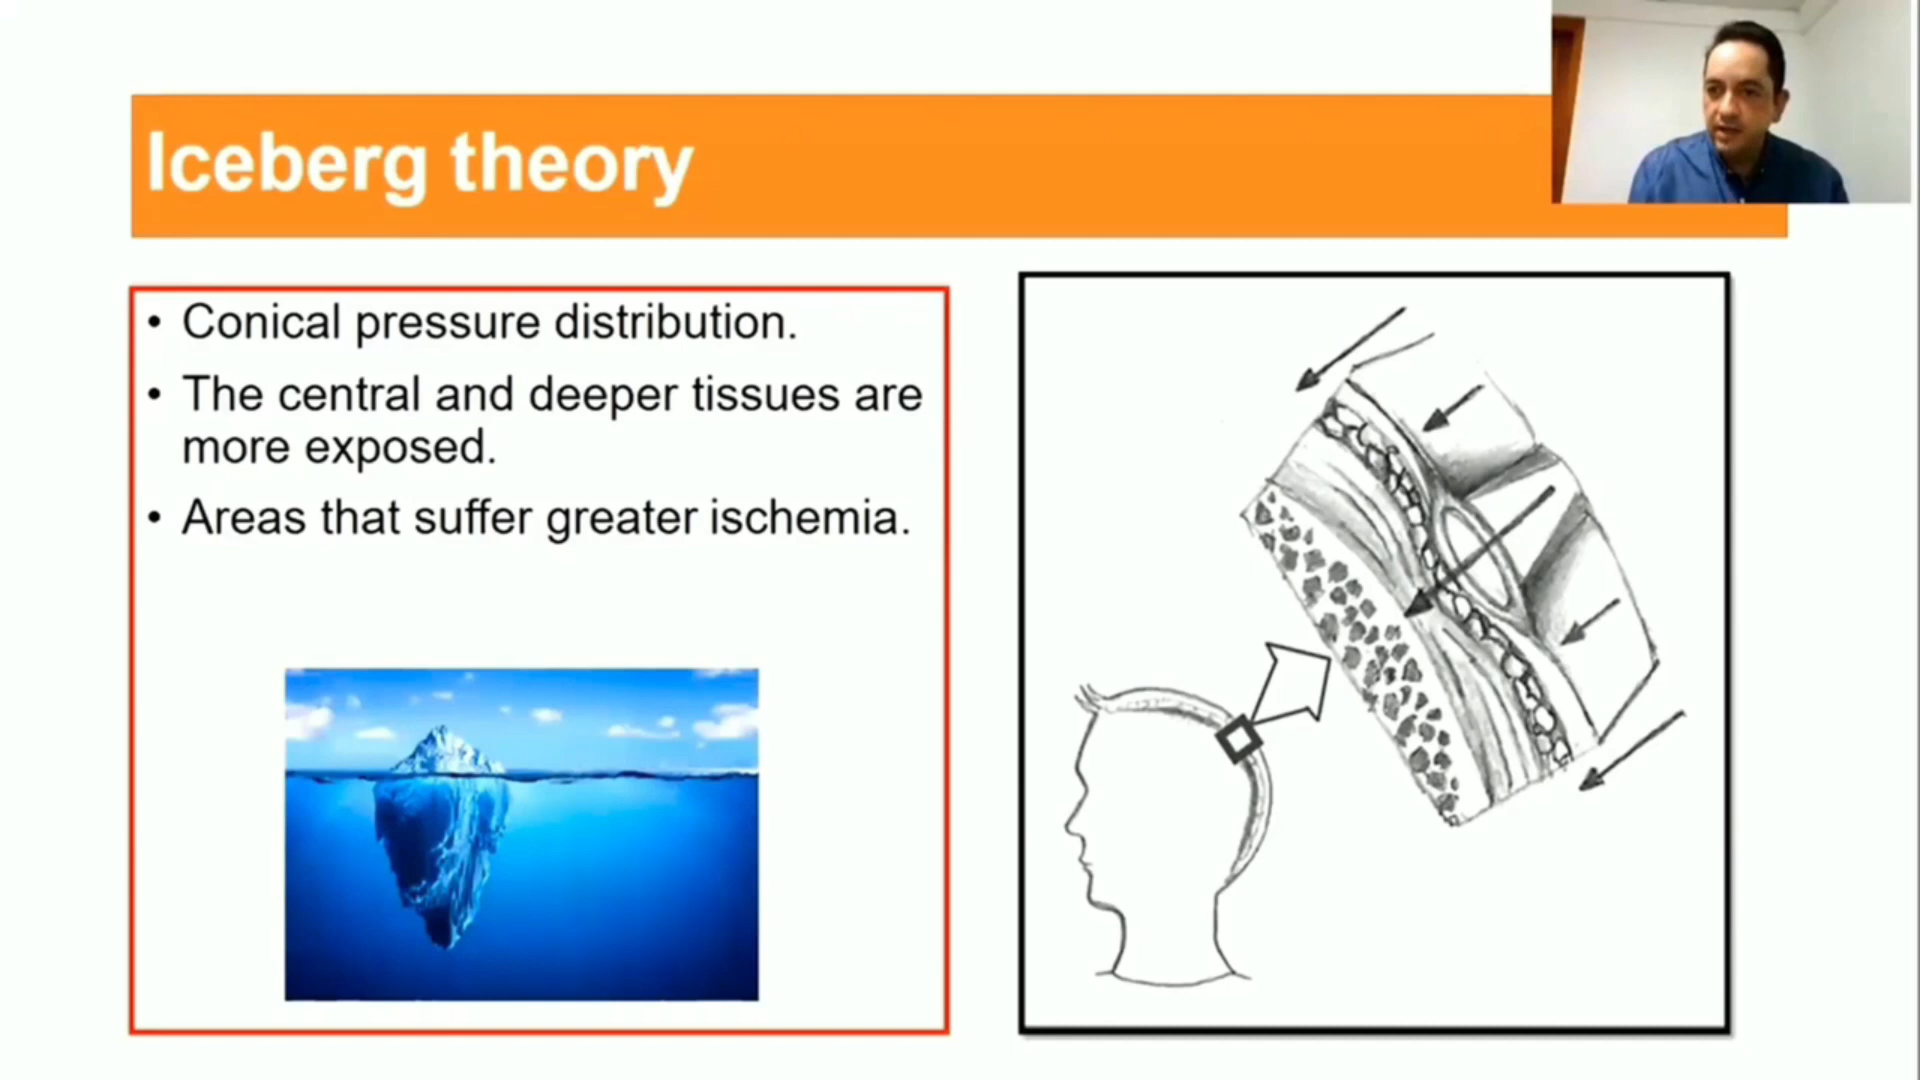 Iceberg theory
• Conical pressure distribution.
• The central and deeper tissues are
more exposed.
• Areas that suffer greater ischemia.